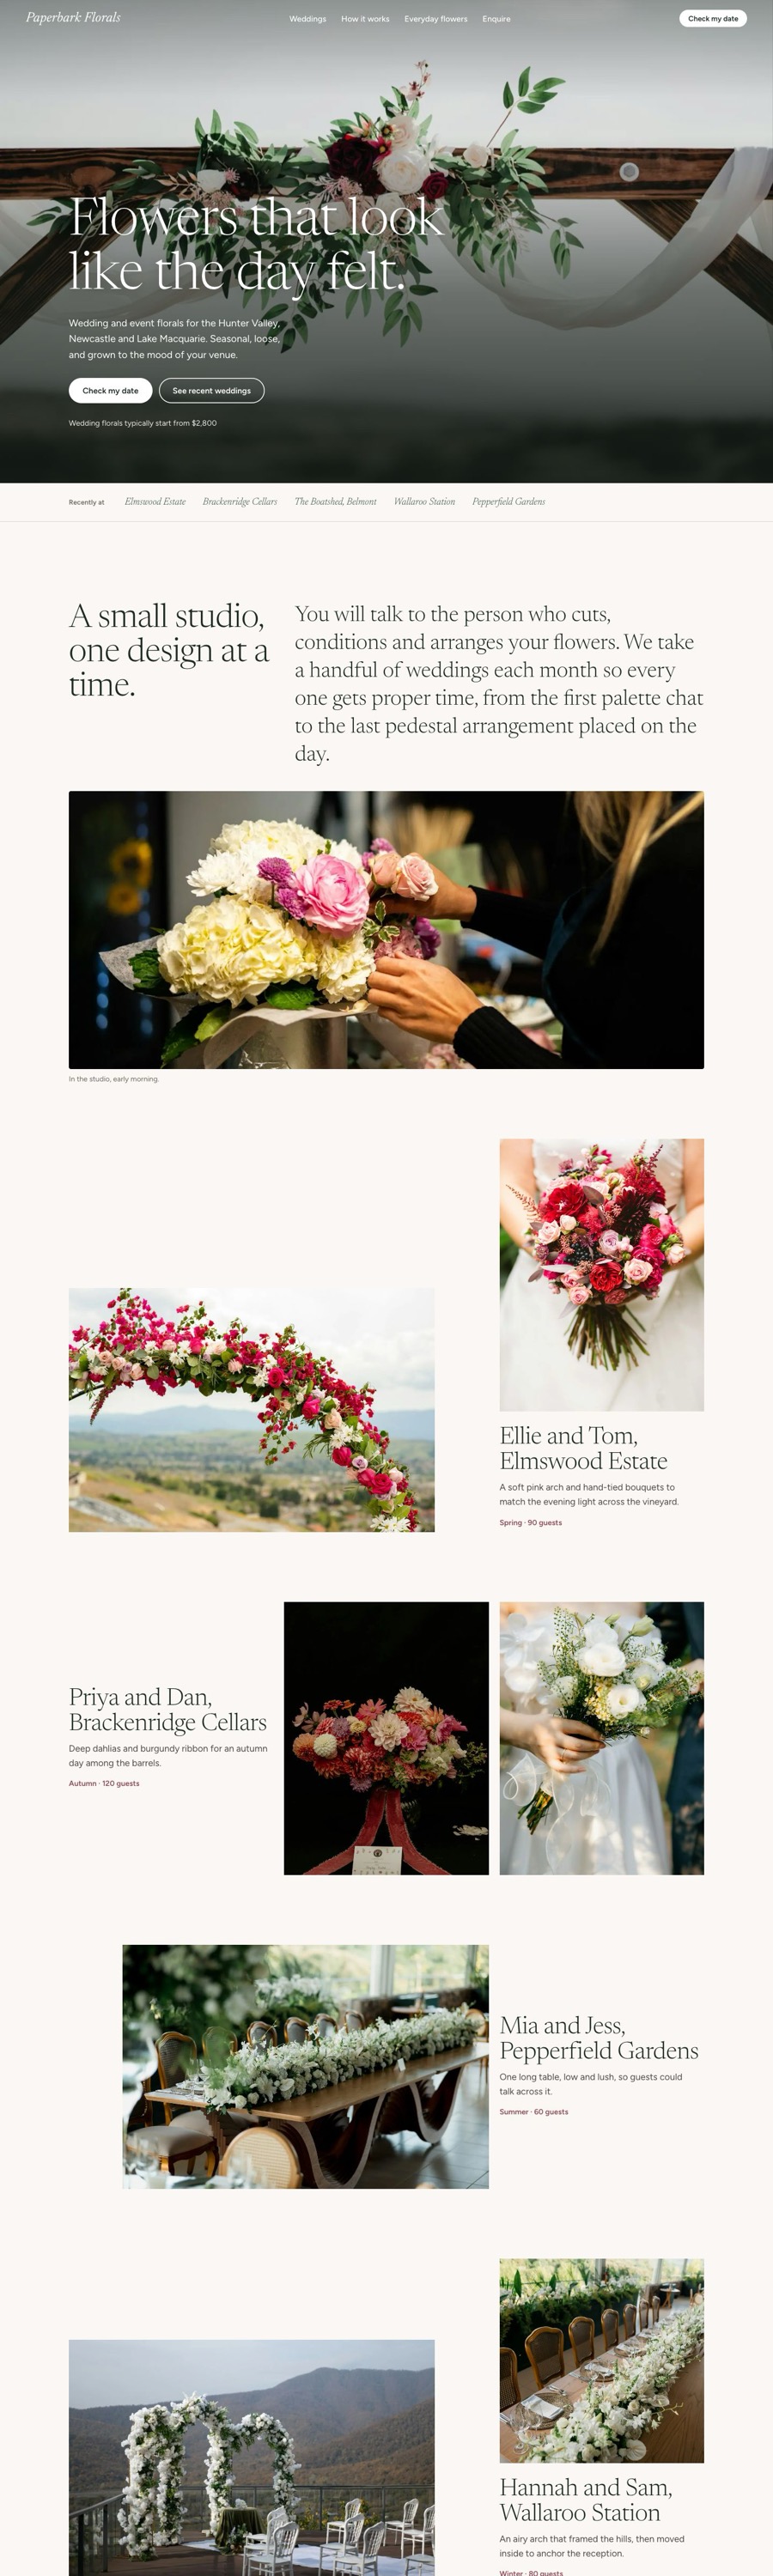 Paperbark Florals
Weddings
How it works
Everyday flowers
Enquire
Check my date
Flowers that look
like the day felt.
Wedding and event florals for the Hunter Valley,
Newcastle and Lake Macquarie. Seasonal, loose,
and grown to the mood of your venue.
Check my date
See recent weddings
Wedding florals typically start from $2,800
Recently at
Elmswood Estate
Brackenridge Cellars
The Boatshed, Belmont
Wallaroo Station
Pepperfield Gardens
A small studio,
one design at a
time.
You will talk to the person who cuts,
conditions and arranges your flowers. We take
a handful of weddings each month so every
one gets proper time, from the first palette chat
to the last pedestal arrangement placed on the
day.
In the studio, early morning.
Ellie and Tom,
Elmswood Estate
A soft pink arch and hand-tied bouquets to
match the evening light across the vineyard.
Spring · 90 guests
Priya and Dan,
Brackenridge Cellars
Deep dahlias and burgundy ribbon for an autumn
day among the barrels.
Autumn · 120 guests
Mia and Jess,
Pepperfield Gardens
One long table, low and lush, so guests could
talk across it.
Summer · 60 guests
Hannah and Sam,
Wallaroo Station
An airy arch that framed the hills, then moved
inside to anchor the reception.
Winter · 80 guests